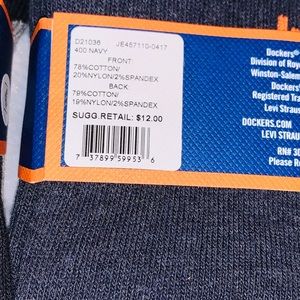 D21036 JE457110-0417
400 NAVY
FRONT:
78%COTTON/
20%NYLON/2%SPANDEX
BACK:
79%COTTON/
19%NYLON/2%SPANDEX
SUGG.RETAIL: $12.00
7 37899 59953 6
Dockers®
Division of Roy
Winston-Salem
Dockers
Registered Tra
Levi Straus
DOCKERS.COM
LEVI STRAUS
RN# 30
Please R